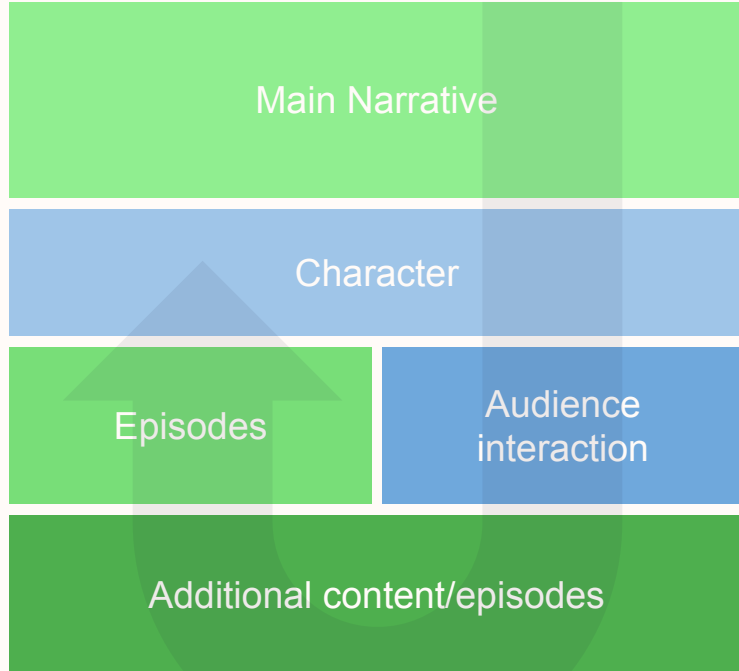 Main Narrative
Character
Episodes
Audience
interaction
Additional content/episodes